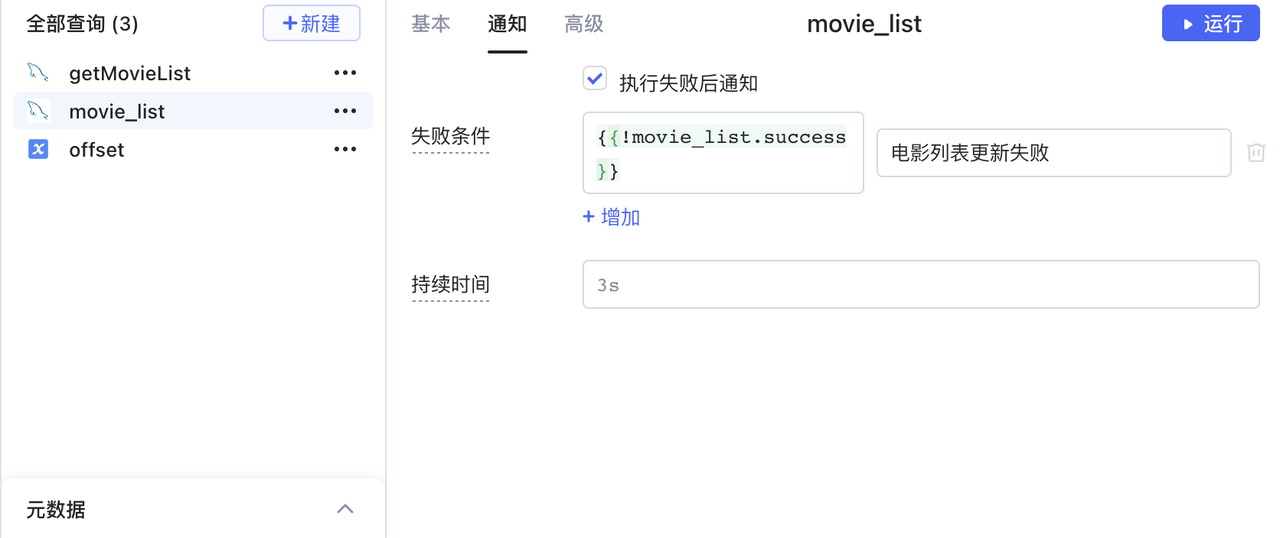 全部查询 (3)
+新建
getMovieList
movie_list
offset
元数据
基本
通知
高级
movie_list
运行
执行失败后通知
失败条件
{{!movie_list.success
}}
电影列表更新失败
+ 增加
持续时间
3s